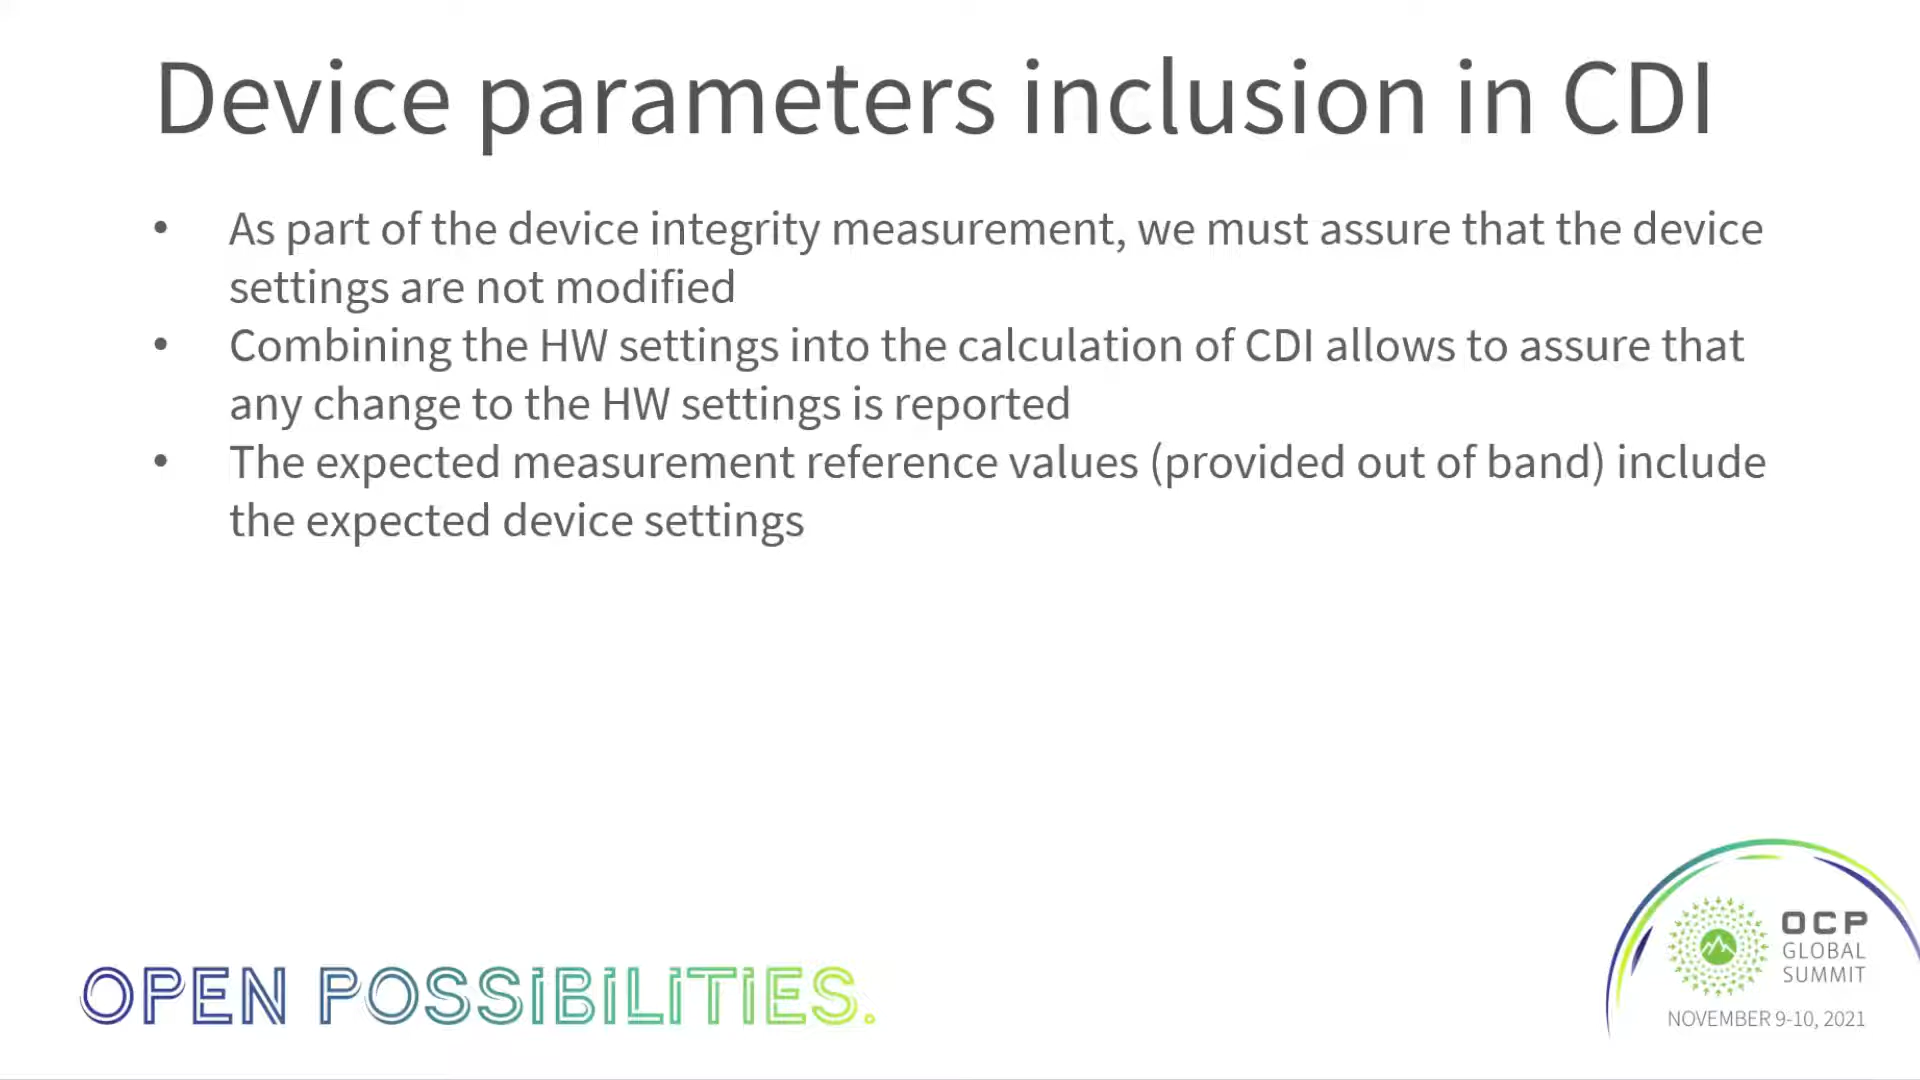 Device parameters inclusion in CDI
• As part of the device integrity measurement, we must assure that the device
settings are not modified
• Combining the HW settings into the calculation of CDI allows to assure that
any change to the HW settings is reported
• The expected measurement reference values (provided out of band) include
the expected device settings
OPEN POSSIBILITIES.
OCP
GLOBAL
SUMMIT
NOVEMBER 9-10, 2021